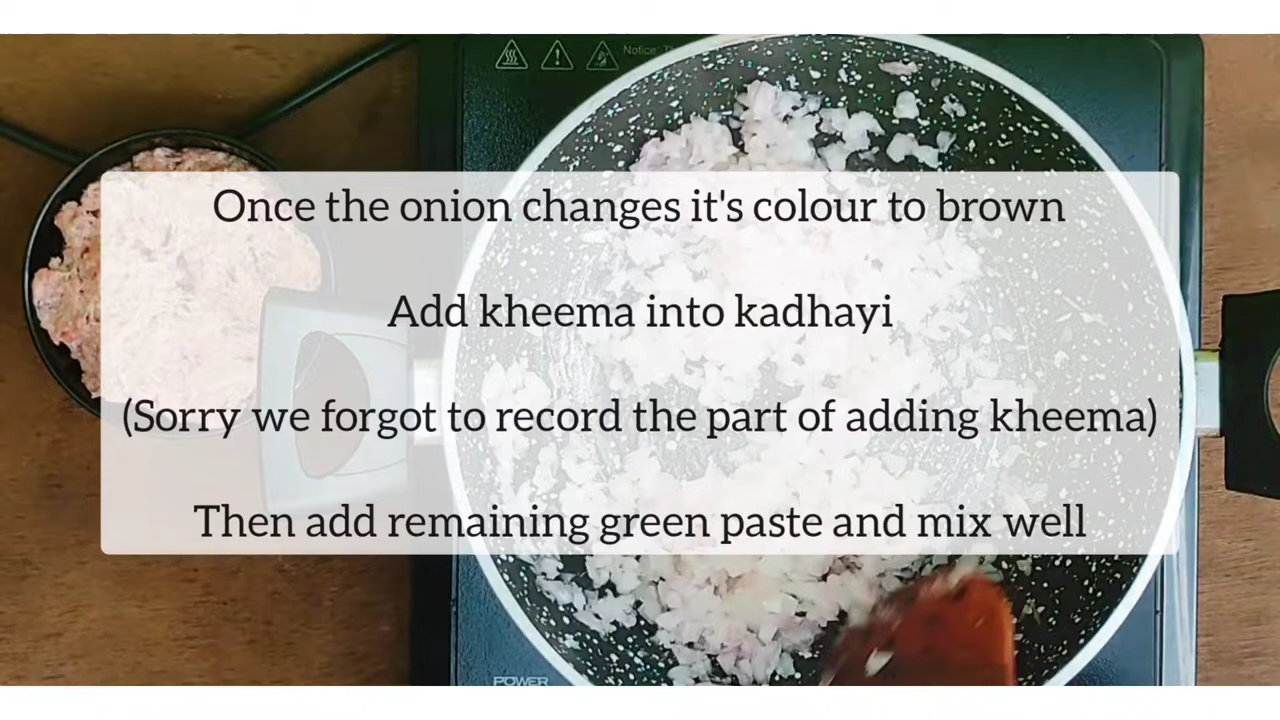 Notice:
Once the onion changes it's colour to brown
Add kheema into kadhayi
(Sorry we forgot to record the part of adding kheema)
Then add remaining green paste and mix well
POWER